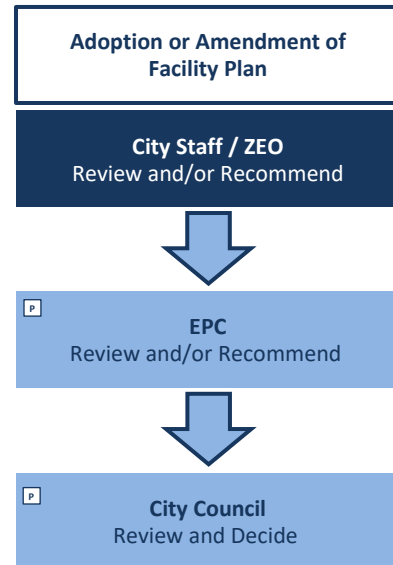 Adoption or Amendment of
Facility Plan
City Staff / ZEO
Review and/or Recommend
P
EPC
Review and/or Recommend
P
City Council
Review and Decide